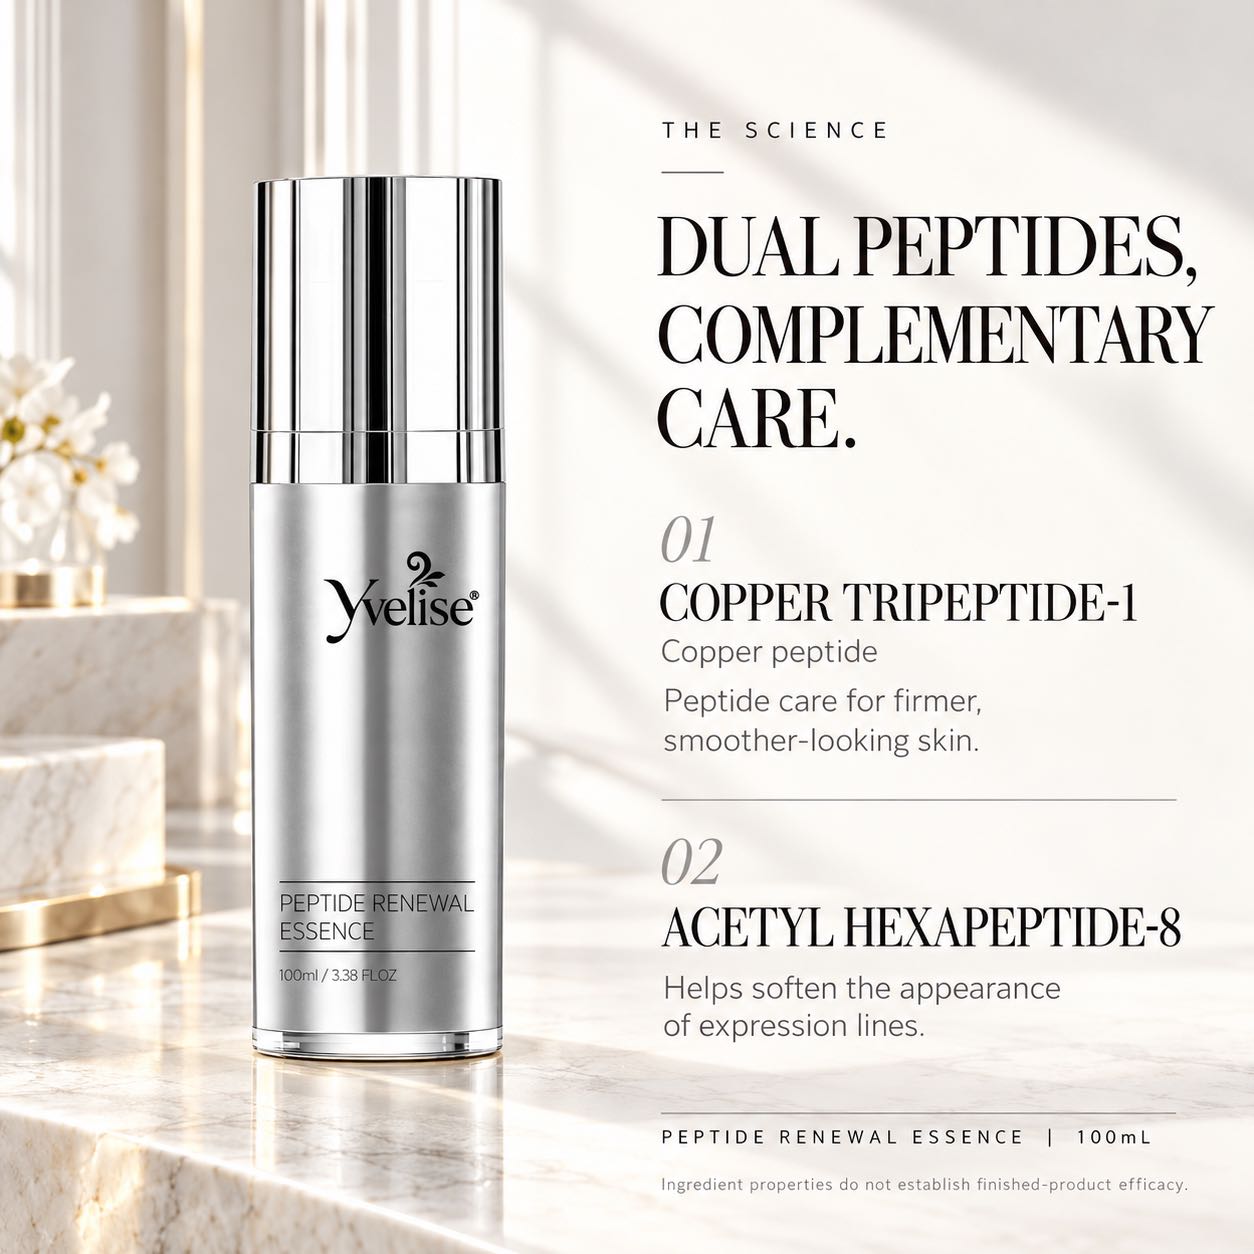 Yvelise®
PEPTIDE RENEWAL
ESSENCE
100ml / 3.38 FLOZ
THE SCIENCE
DUAL PEPTIDES,
COMPLEMENTARY
CARE.
01
COPPER TRIPEPTIDE-1
Copper peptide
Peptide care for firmer,
smoother-looking skin.
02
ACETYL HEXAPEPTIDE-8
Helps soften the appearance
of expression lines.
PEPTIDE RENEWAL ESSENCE | 100mL
Ingredient properties do not establish finished-product efficacy.